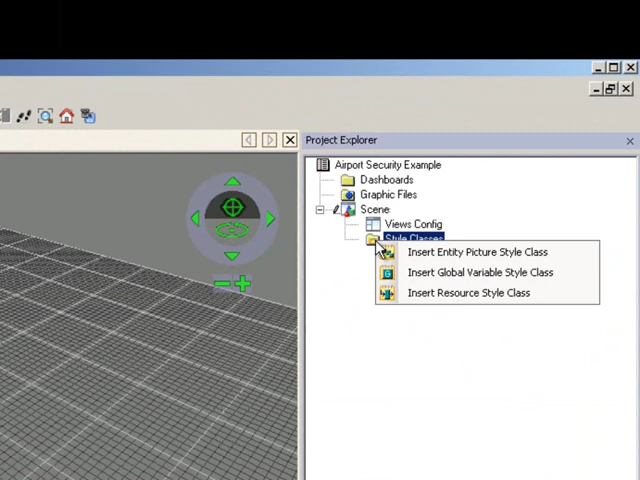 Project Explorer
Airport Security Example
Dashboards
Graphic Files
Scene
Views Config
Style Classes
Insert Entity Picture Style Class
Insert Global Variable Style Class
Insert Resource Style Class